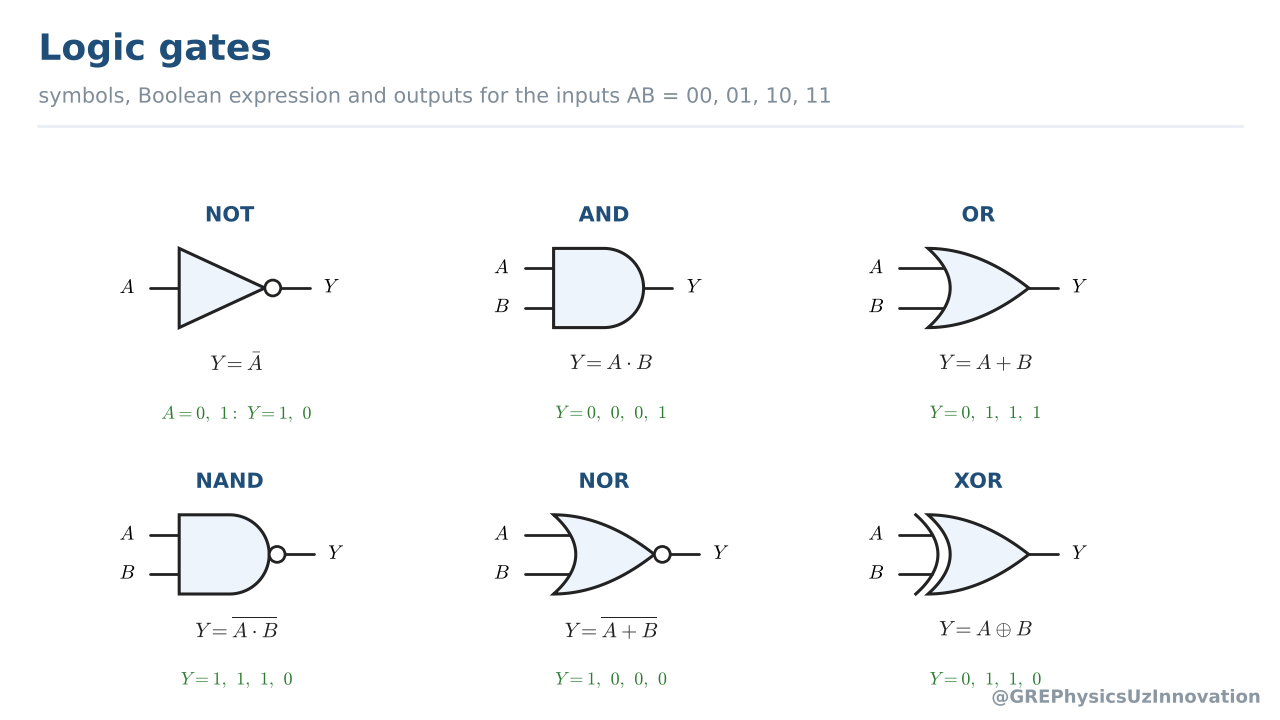 Logic gates
symbols, Boolean expression and outputs for the inputs AB = 00, 01, 10, 11
NOT
A
Y
Y = Ā
A = 0, 1 : Y = 1, 0
AND
A
B
Y
Y = A · B
Y = 0, 0, 0, 1
OR
A
B
Y
Y = A + B
Y = 0, 1, 1, 1
NAND
A
B
Y
Y = \overline{A · B}
Y = 1, 1, 1, 0
NOR
A
B
Y
Y = \overline{A + B}
Y = 1, 0, 0, 0
XOR
A
B
Y
Y = A ⊕ B
Y = 0, 1, 1, 0
@GREPhysicsUzInnovation